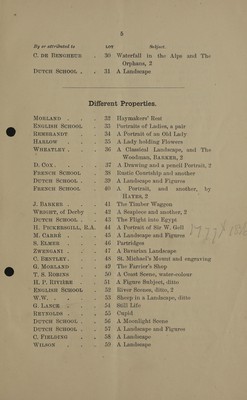 3
By or attributed to LOT Subject.
C. DE BERGHEUR . 30 Waterfall in the Alps and The
Orphans, 2
DUTCH SCHOOL . . 31 A Landscape
Different Properties.
MORLAND . . 32 Haymakers' Rest
ENGLISH SCHOOL . 33 Portraits of Ladies, a pair
REMBRANDT . . 34 A Portrait of an Old Lady
HARLOW . . . 35 A Lady holding Flowers
WHEATLEY . . . 36 A Classical Landscape, and The
Woodman, BARKER, 2
D. COX . . . 37 A Drawing and a pencil Portrait, 2
FRENCH SCHOOL . 38 Rustic Courtship and another
DUTCH SCHOOL . . 39 A Landscape and Figures
FRENCH SCHOOL . 40 A Portrait, and another, by
HAYES, 2
J. BARKER . . . 41 The Timber Waggon
WRIGHT, of Derby . 42 A Sempless and mother, 2
DUTCH SCHOOL . . 43 The Flight into Egypt
H. PICKERSGILL, R.A. 44 A Portrait of Sir W. Gell
M. CARRÉ . . . 45 A Landscape and Figures
S. ELMER . . . 46 Partridges
ZWENGARI . . . 47 A Bavarian Landscape
C. BENTLEY . . . 48 St. Michael's Mount and engraving
G. MORLAND . . 49 The Farrier's Shop
T. S. ROBINS . . 50 A Coast Scene, water-colour
H. P. RIVIÈRE . . 51 A Figure Subject, ditto
ENGLISH SCHOOL . 52 River Scenes, ditto, 2
W.W. . . . 53 Sheep in a Landscape, ditto
G. LANCE . . . 54 Still Life
REYNOLDS . . . 55 Cupid
DUTCH SCHOOL . . 56 A Moonlight Scene
DUTCH SCHOOL . . 57 A Landscape and Figures
C. FIELDING . . 58 A Landscape
WILSON . . . 59 A Landscape